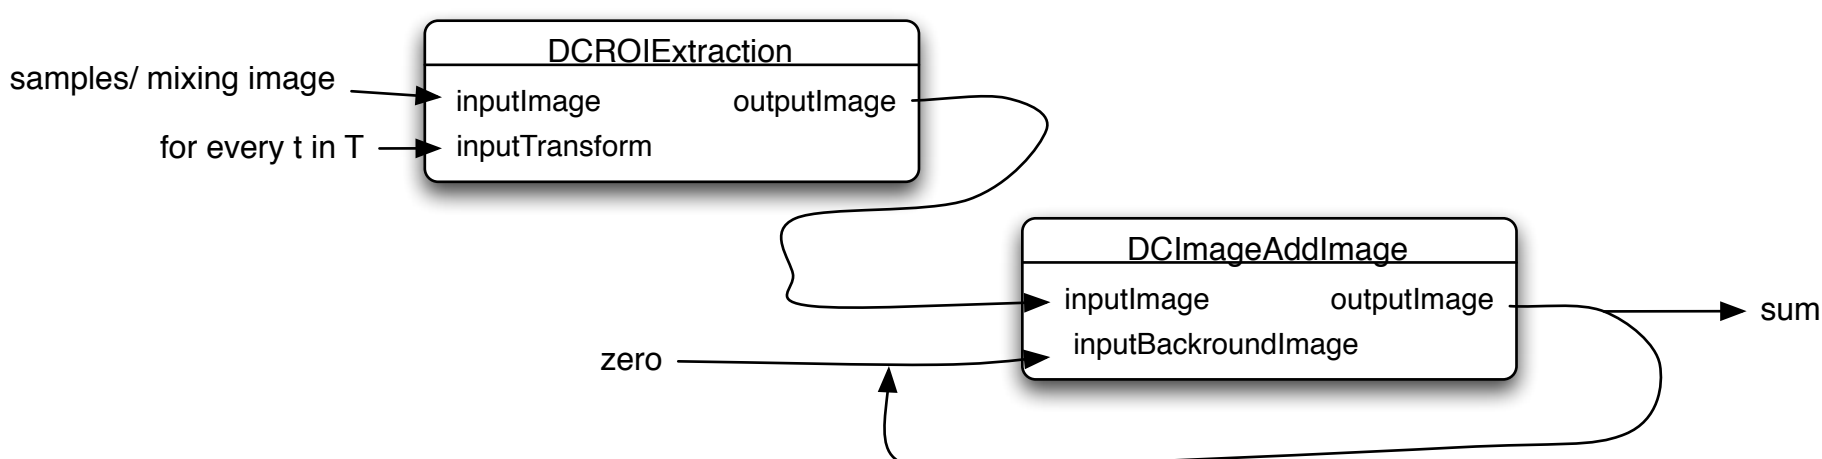 DCROIExtraction
samples/ mixing image
inputImage
outputImage
for every t in T
inputTransform
DCImageAddImage
inputImage
outputImage
sum
inputBackroundImage
zero